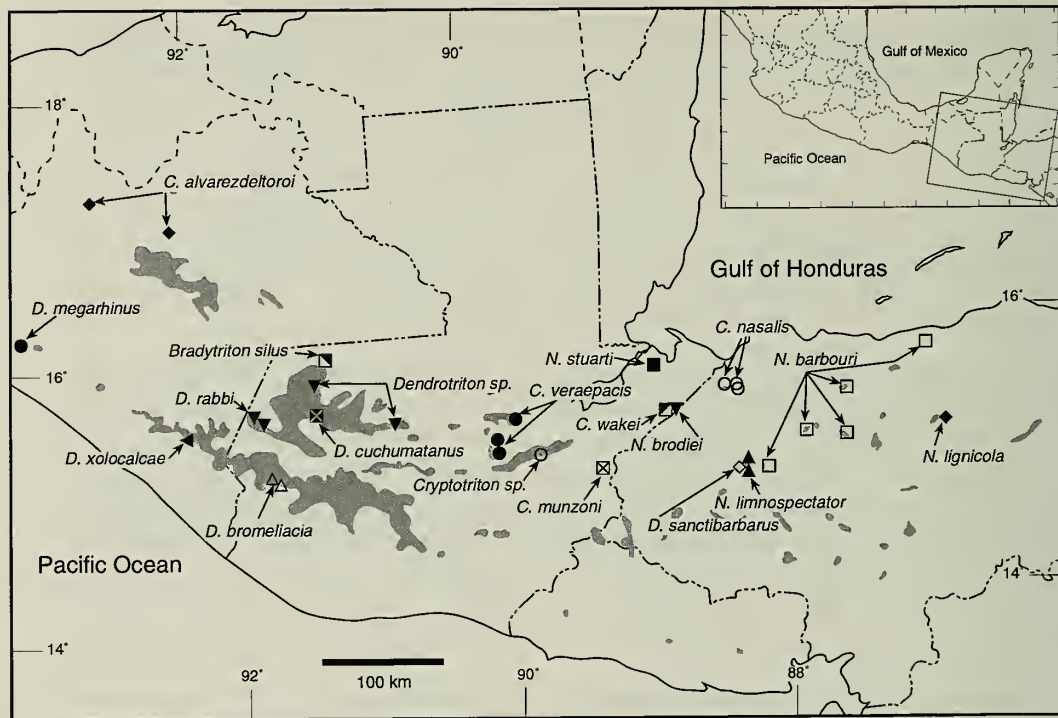 92°
90°
Gulf of Mexico
Pacific Ocean
18°
C. alvarezdeltoroi
Gulf of Honduras
D. megarhinus
16°
Bradytriton silus
N. stuarti
C. nasalis
N. barbouri
16°
Dendrotriton sp.
D. rabbi
C. veraepacis
C. wakei
N. brodiei
D. xolocalcae
D. cuchumatanus
N. lignicola
Cryptotriton sp.
C. munzoni
N. limnospectator
D. bromeliacia
D. sanctibarbarus
Pacific Ocean
14°
14°
100 km
92°
90°
88°